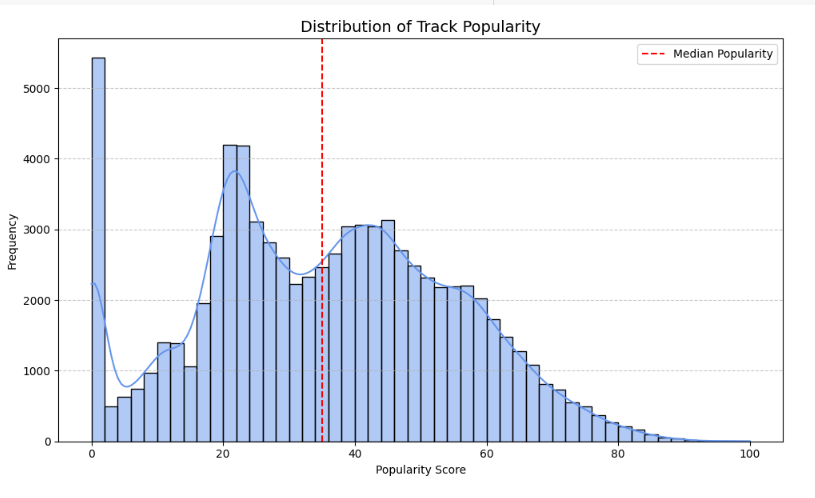 Distribution of Track Popularity
Median Popularity
Frequency
5000
4000
3000
2000
1000
0
0 20 40 60 80 100
Popularity Score